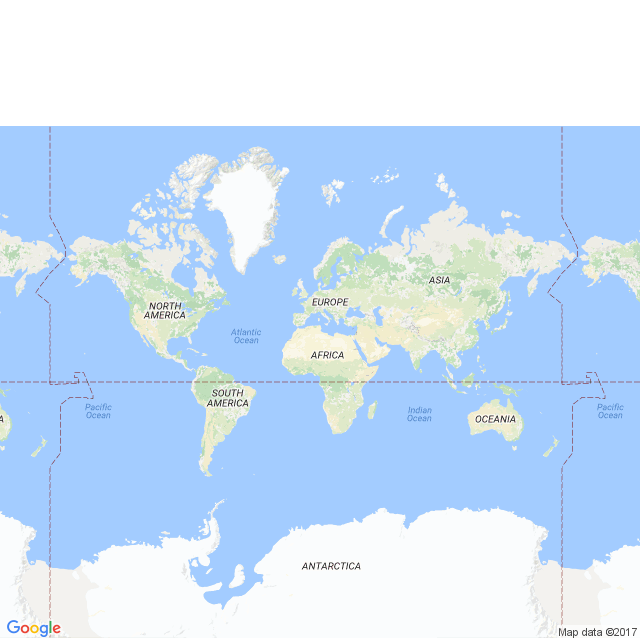 ASIA
EUROPE
NORTH
AMERICA
Atlantic
Ocean
AFRICA
SOUTH
AMERICA
Pacific
Ocean
Indian
Ocean
OCEANIA
Pacific
Ocean
A
ANTARCTICA
Google
Map data ©2017